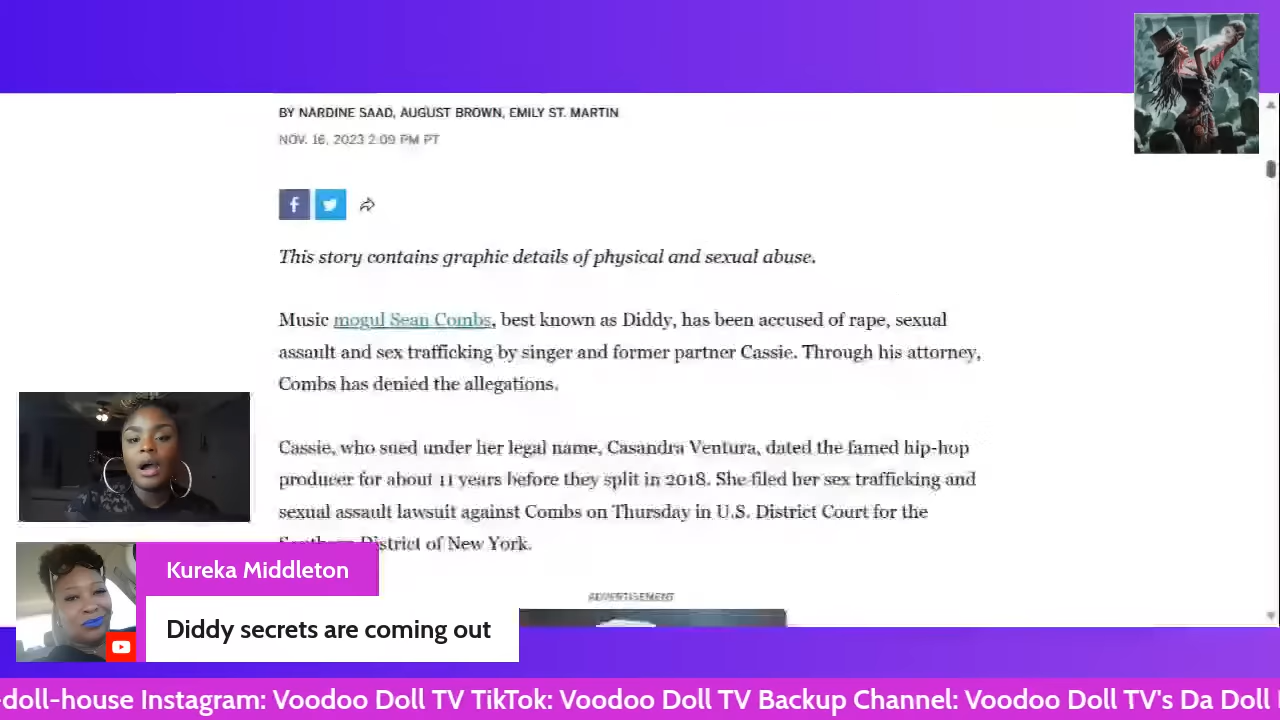 BY NARDINE SAAD, AUGUST BROWN, EMILY ST. MARTIN
NOV. 16, 2023 2:09 PM PT
This story contains graphic details of physical and sexual abuse.
Music mogul Sean Combs, best known as Diddy, has been accused of rape, sexual
assault and sex trafficking by singer and former partner Cassie. Through his attorney,
Combs has denied the allegations.
Cassie, who sued under her legal name, Casandra Ventura, dated the famed hip-hop
producer for about 11 years before they split in 2018. She filed her sex trafficking and
sexual assault lawsuit against Combs on Thursday in U.S. District Court for the
Southern District of New York.
ADVERTISEMENT
Kureka Middleton
Diddy secrets are coming out
-doll-house Instagram: Voodoo Doll TV TikTok: Voodoo Doll TV Backup Channel: Voodoo Doll TV's Da Doll